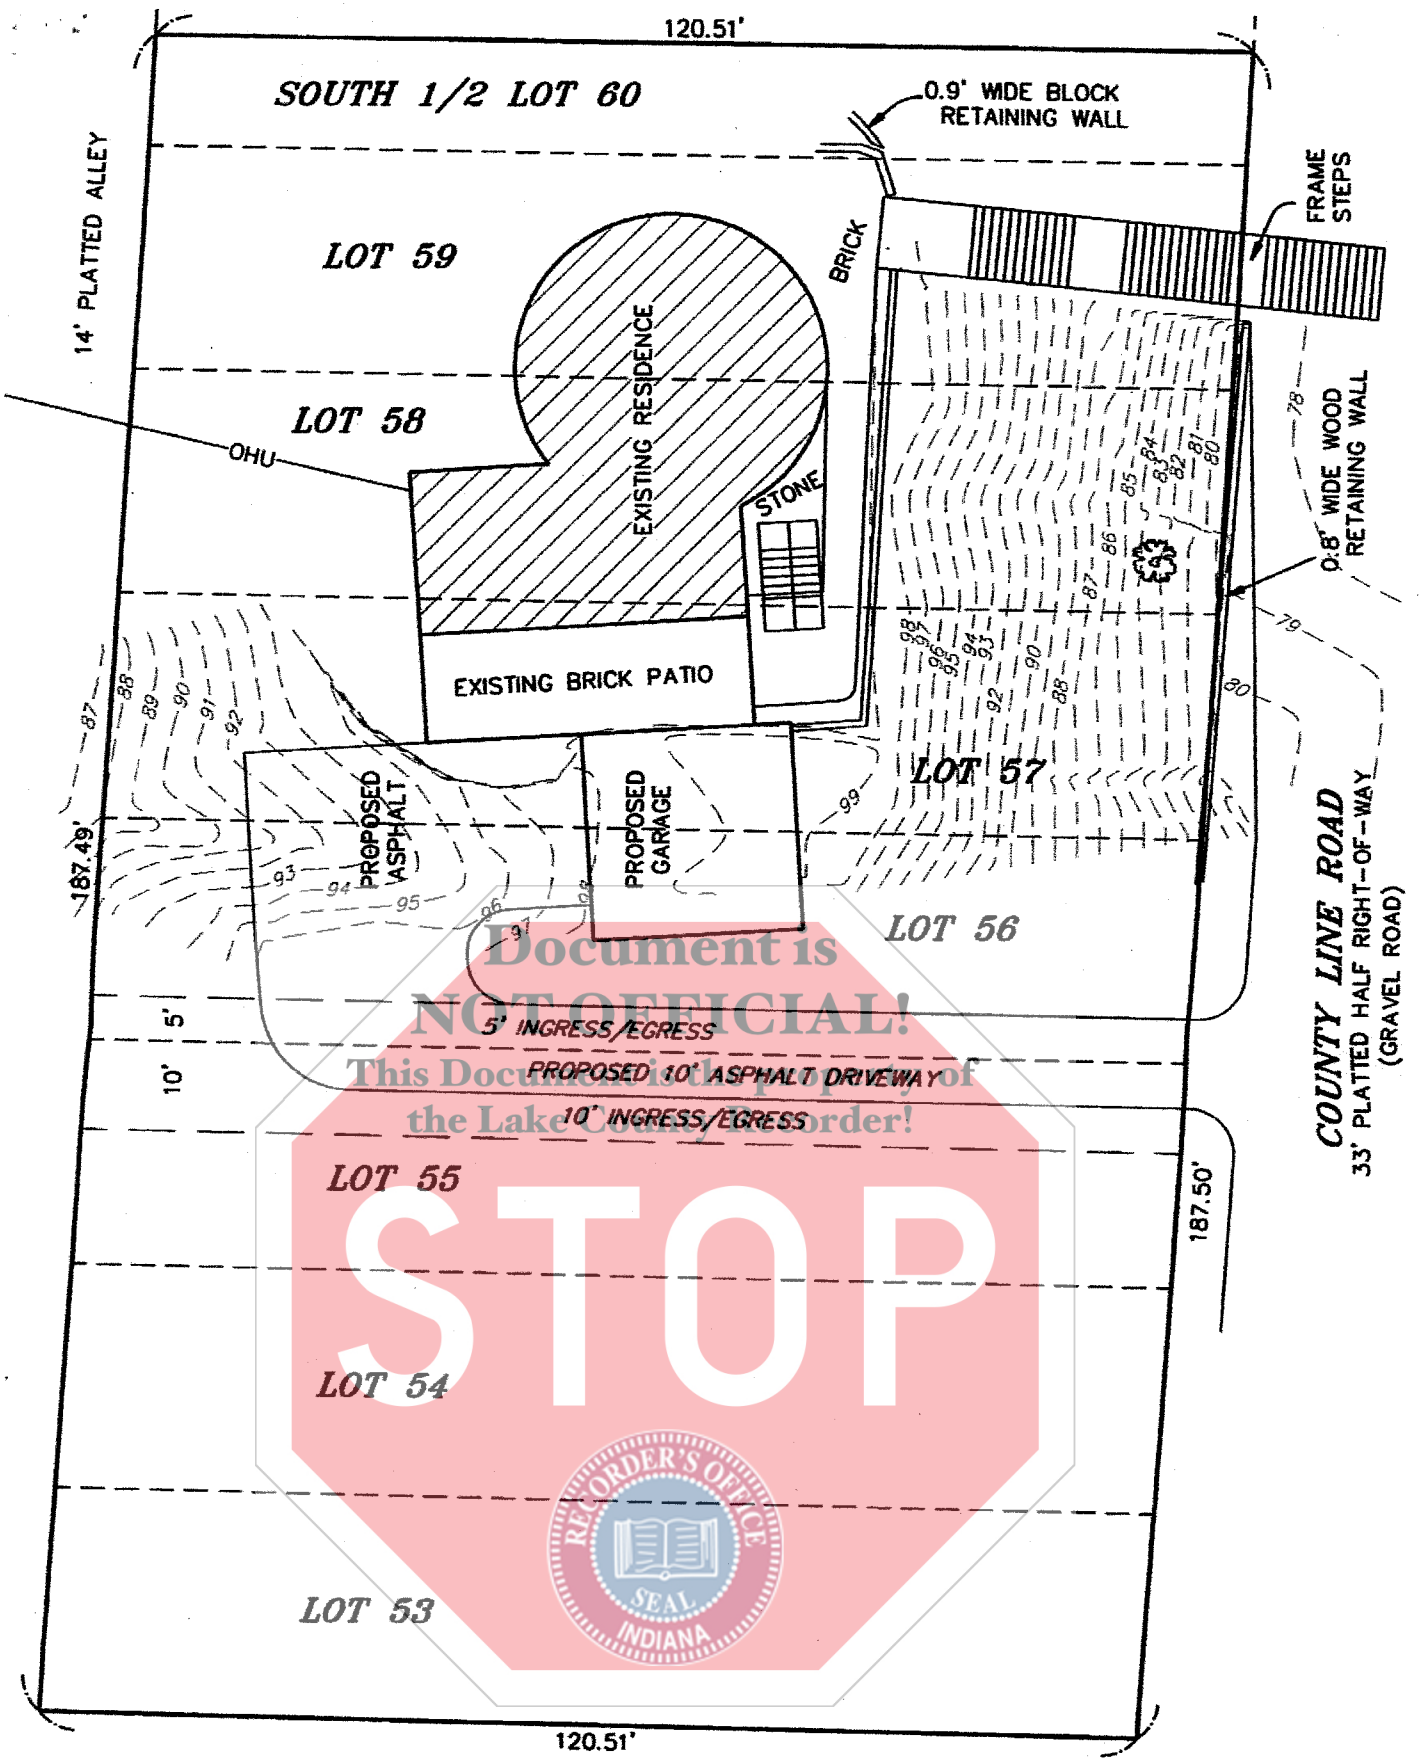 120.51'
SOUTH 1/2 LOT 60
0.9' WIDE BLOCK
RETAINING WALL
14' PLATTED ALLEY
FRAME
STEPS
LOT 59
BRICK
EXISTING RESIDENCE
LOT 58
OHU
STONE
78
0.8' WIDE WOOD
RETAINING WALL
85
84
83
82
81
80
86
87
79
98
97
96
95
94
93
90
92
88
80
EXISTING BRICK PATIO
87
88
89
90
91
92
LOT 57
PROPOSED
ASPHALT
PROPOSED
GARAGE
99
187.49'
93
94
95
96
97
98
LOT 56
COUNTY LINE ROAD
33' PLATTED HALF RIGHT-OF-WAY
(GRAVEL ROAD)
Document is
NOT OFFICIAL!
This Document is the property of
the Lake County Recorder!
5'
5' INGRESS/EGRESS
10'
PROPOSED 10' ASPHALT DRIVEWAY
10' INGRESS/EGRESS
LOT 55
187.50'
STOP
LOT 54
RECORDER'S OFFICE
SEAL
INDIANA
LOT 53
120.51'